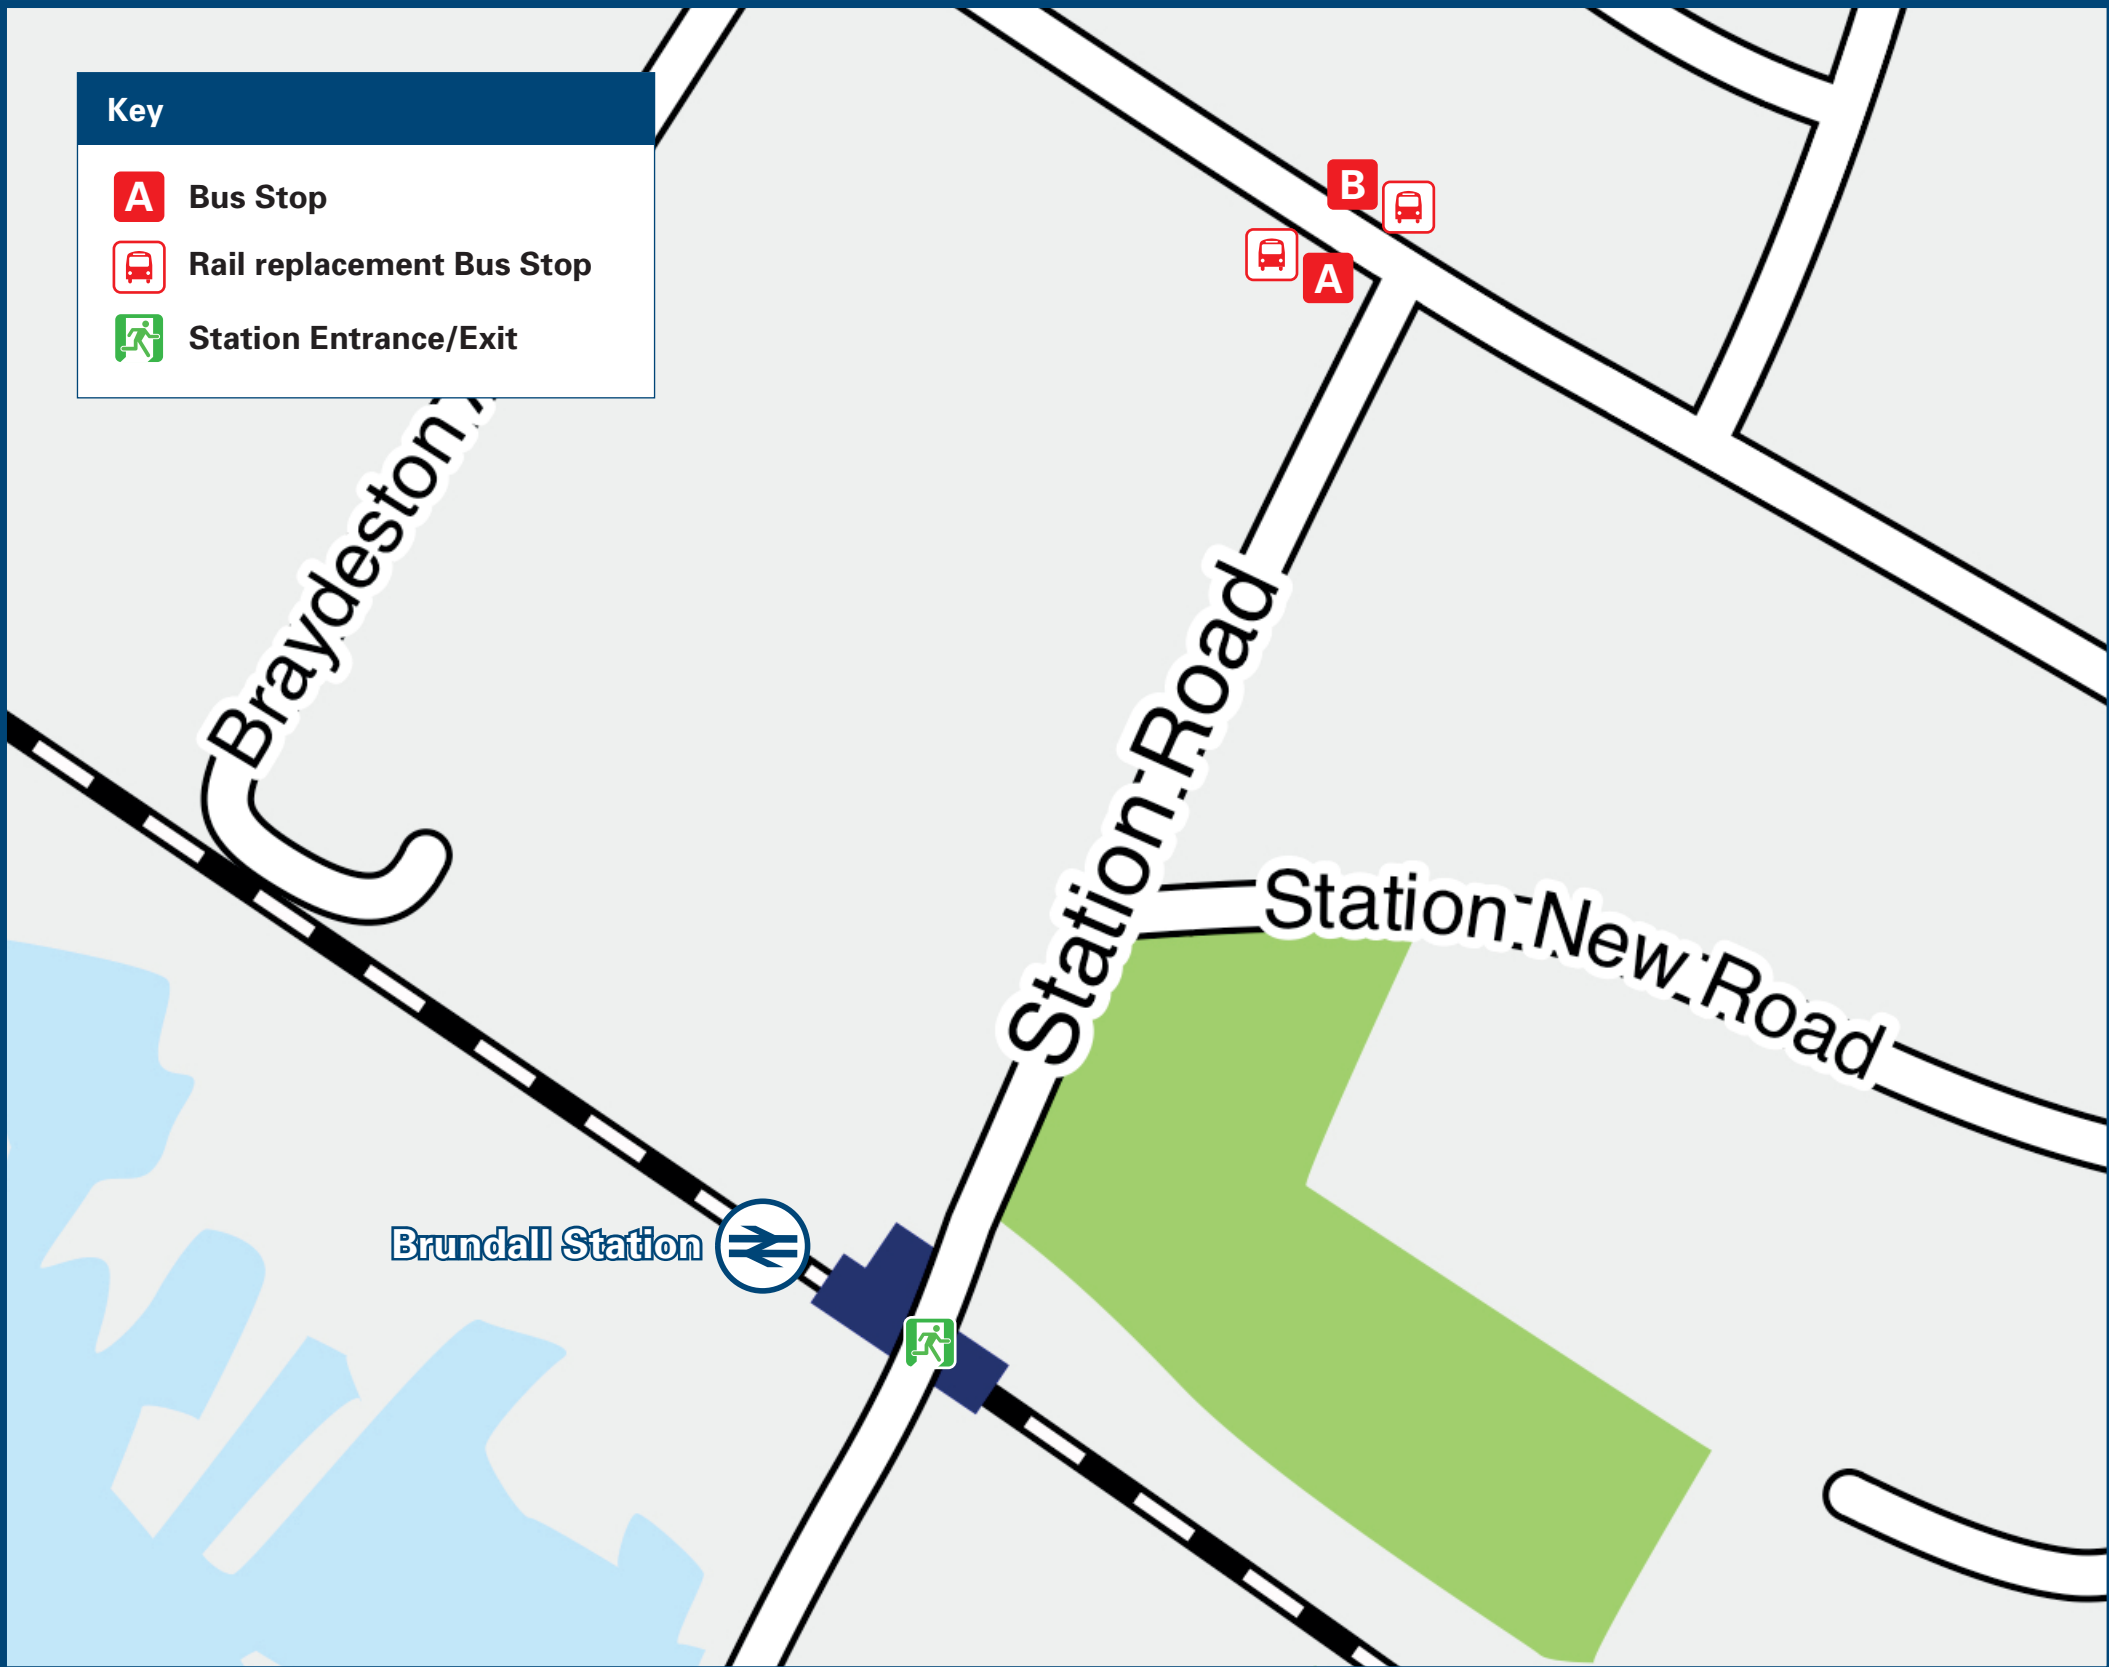 Key
A Bus Stop
Rail replacement Bus Stop
Station Entrance/Exit
B
A
Braydeston
Station Road
Station New Road
Brundall Station